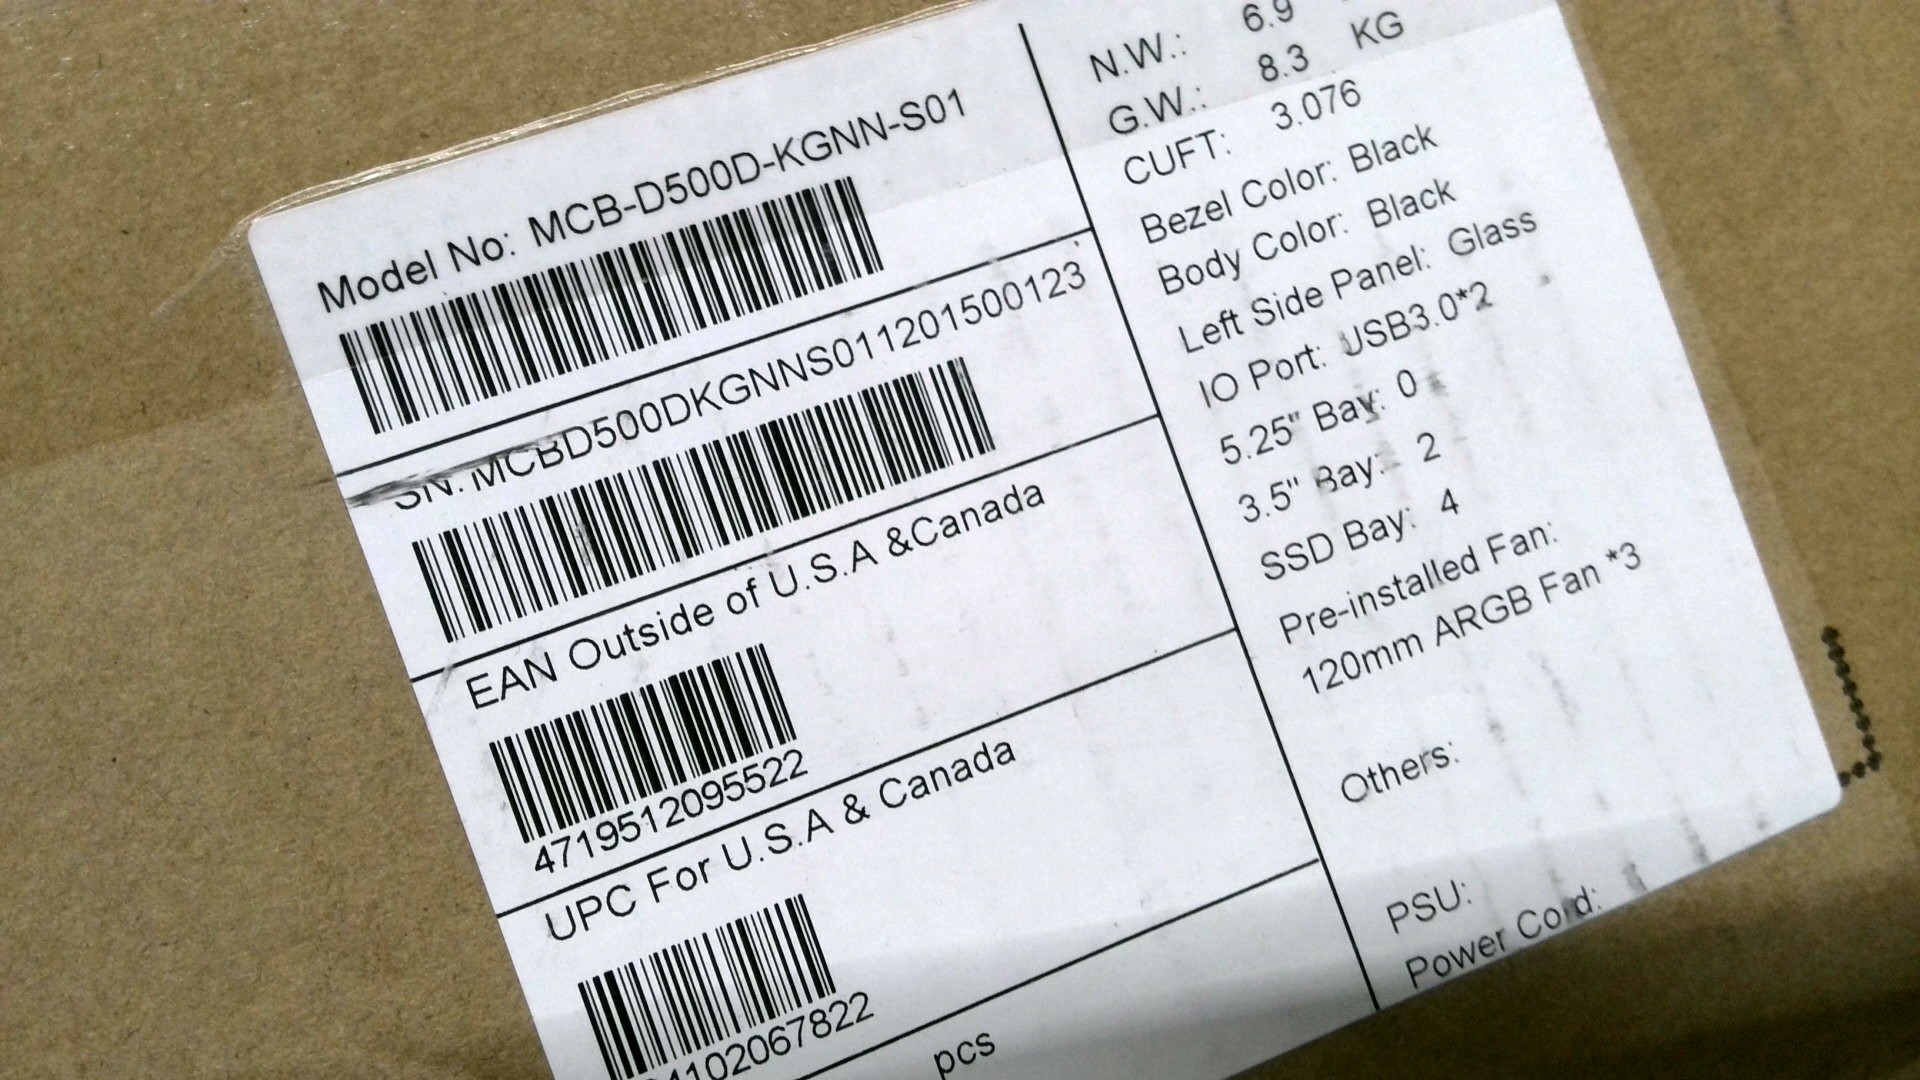 Model No: MCB-D500D-KGNN-S01
SN: MCBD500DKGNNS011201500123
EAN Outside of U.S.A &Canada
4719512095522
UPC For U.S.A & Canada
102067822
pcs
N.W.: 6.9
G.W.: 8.3 KG
CUFT: 3.076
Bezel Color: Black
Body Color: Black
Left Side Panel: Glass
IO Port: USB3.0*2
5.25" Bay: 0
3.5" Bay: 2
SSD Bay: 4
Pre-installed Fan:
120mm ARGB Fan *3
Others:
PSU:
Power Cord: